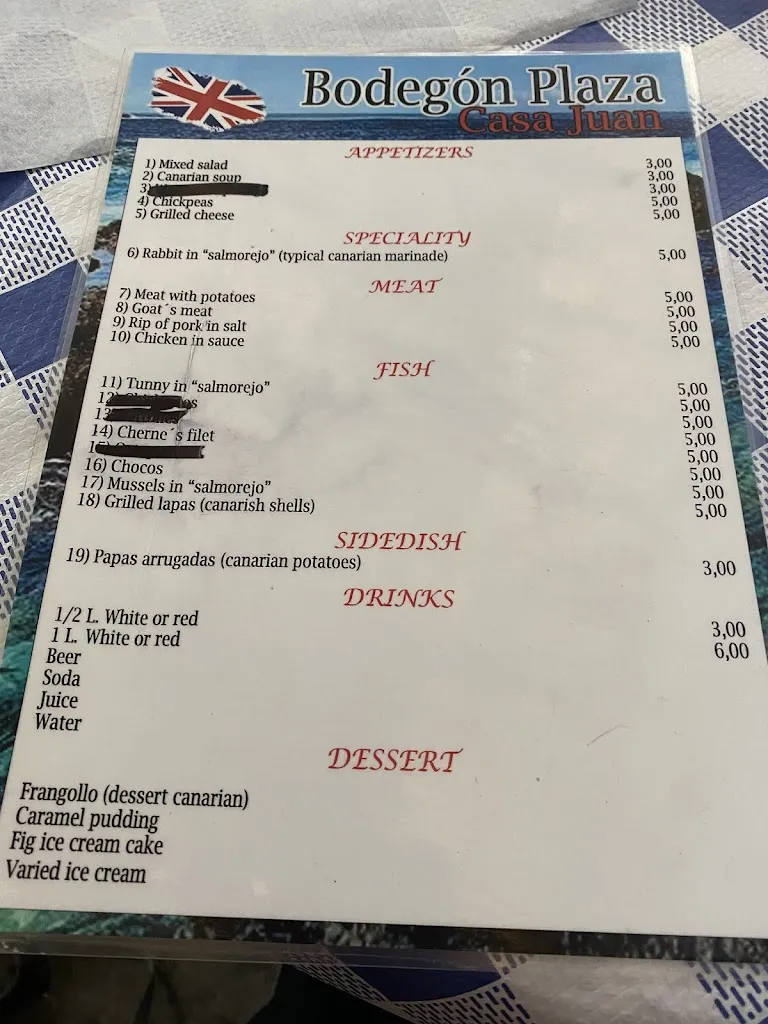 Bodegón Plaza
Casa Juan
APPETIZERS
1) Mixed salad 3,00
2) Canarian soup 3,00
3) 3,00
4) Chickpeas 5,00
5) Grilled cheese 5,00
SPECIALITY
6) Rabbit in “salmorejo” (typical canarian marinade) 5,00
MEAT
7) Meat with potatoes 5,00
8) Goat´s meat 5,00
9) Rip of pork in salt 5,00
10) Chicken in sauce 5,00
FISH
11) Tunny in “salmorejo” 5,00
12) 5,00
13) 5,00
14) Cherne´s filet 5,00
15) 5,00
16) Chocos 5,00
17) Mussels in “salmorejo” 5,00
18) Grilled lapas (canarish shells) 5,00
SIDEDISH
19) Papas arrugadas (canarian potatoes) 3,00
DRINKS
1/2 L. White or red 3,00
1 L. White or red 6,00
Beer
Soda
Juice
Water
DESSERT
Frangollo (dessert canarian)
Caramel pudding
Fig ice cream cake
Varied ice cream